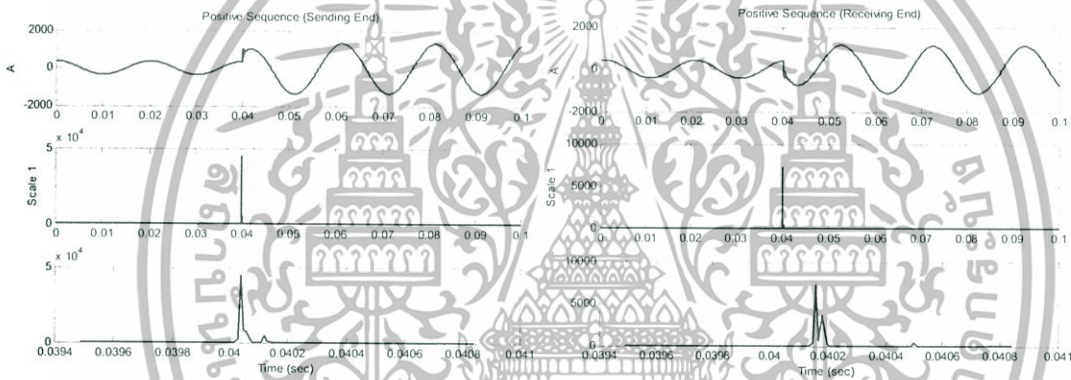 Positive Sequence (Sending End)
A
2000
0
-2000
0 0.01 0.02 0.03 0.04 0.05 0.06 0.07 0.08 0.09 0.1
x 10^4
Scale 1
5
0
0 0.01 0.02 0.03 0.04 0.05 0.06 0.07 0.08 0.09 0.1
x 10^4
5
0
0.0394 0.0396 0.0398 0.04 0.0402 0.0404 0.0406 0.0408 0.041
Time (sec)
Positive Sequence (Receiving End)
A
2000
0
-2000
0 0.01 0.02 0.03 0.04 0.05 0.06 0.07 0.08 0.09 0.1
Scale 1
10000
5000
0
0 0.01 0.02 0.03 0.04 0.05 0.06 0.07 0.08 0.09 0.1
10000
5000
0
0.0394 0.0396 0.0398 0.04 0.0402 0.0404 0.0406 0.0408 0.041
Time (sec)